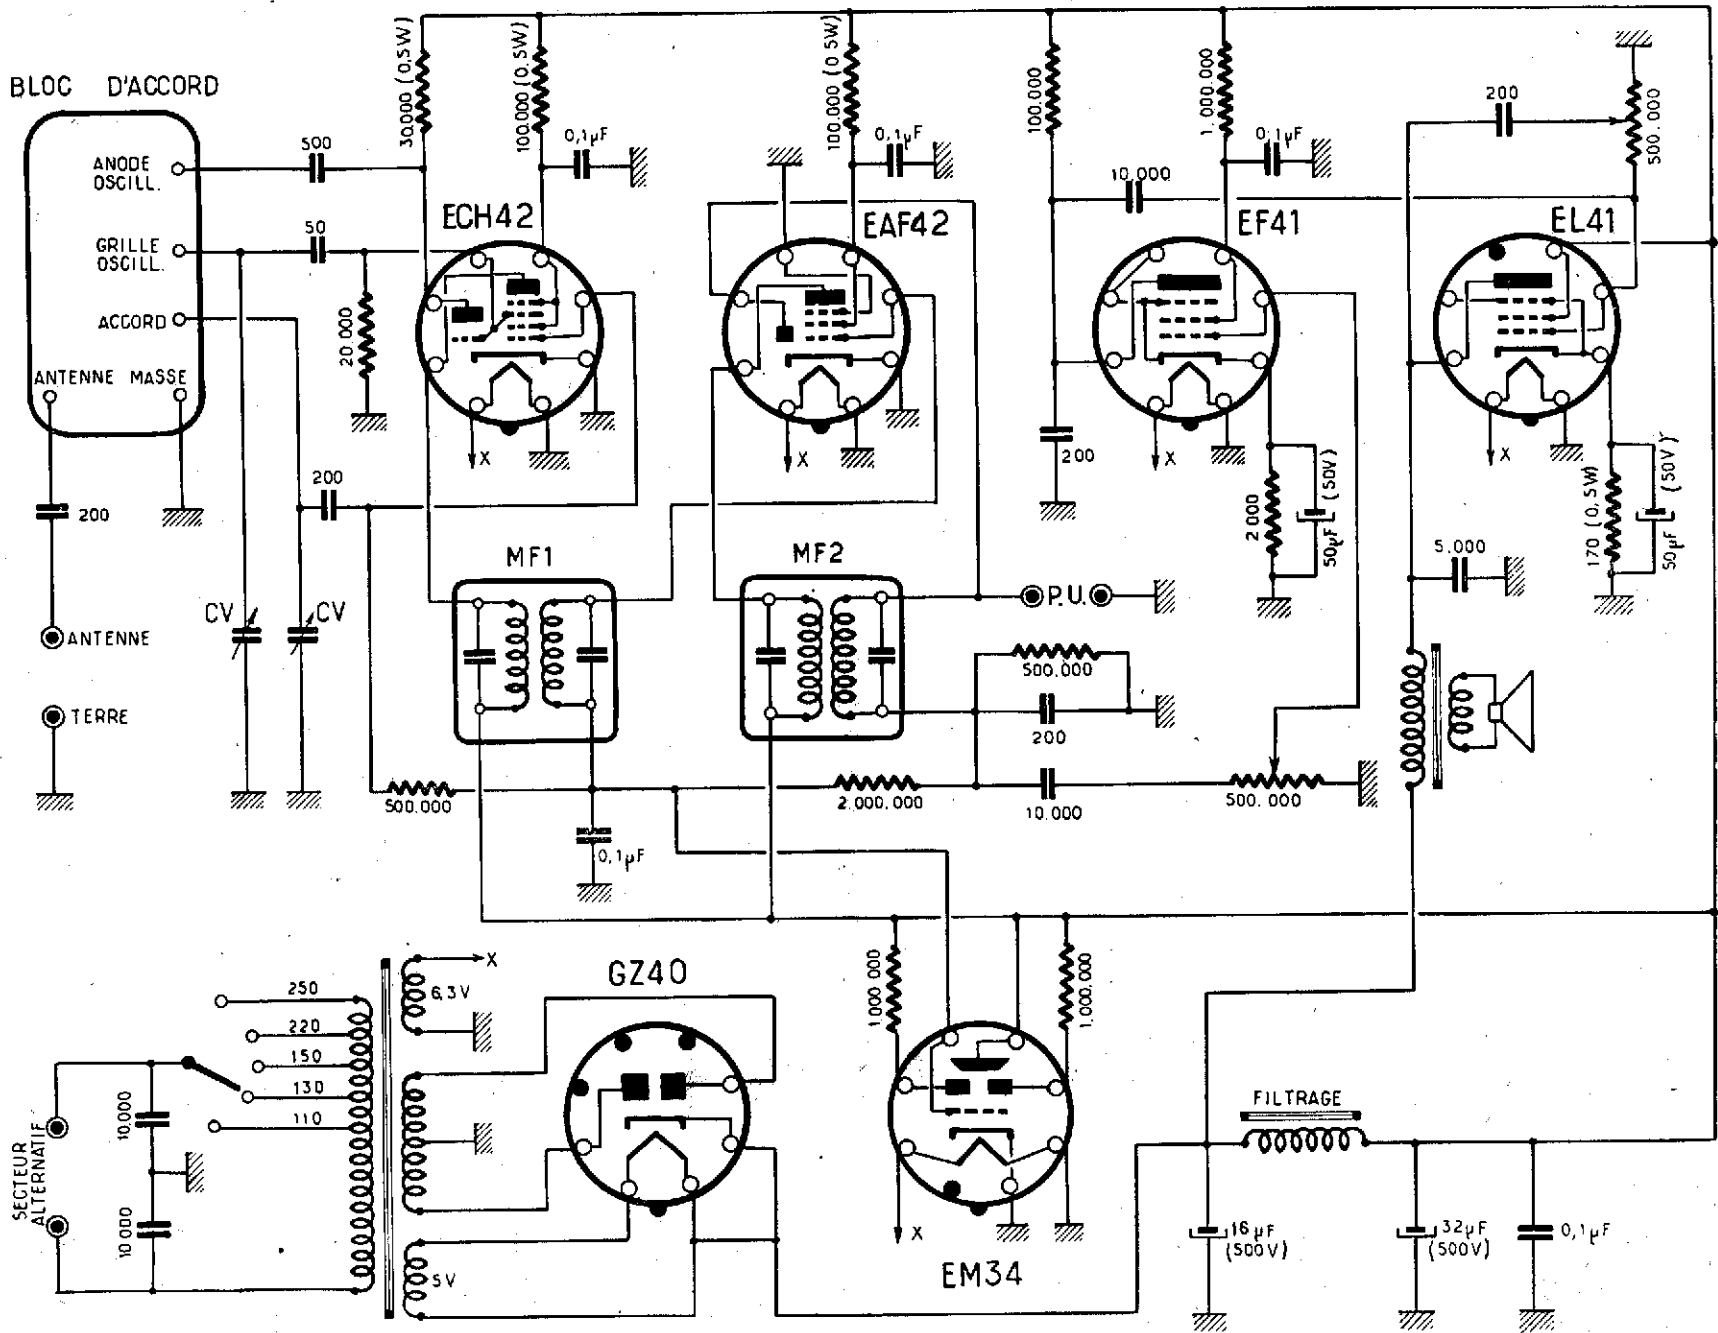 BLOC D'ACCORD
ANODE
OSCILL.
GRILLE
OSCILL.
ACCORD
ANTENNE MASSE
500
50
20.000
30.000 (0,5W)
100.000 (0,5W)
0,1µF
ECH42
100.000 (0,5W)
0,1µF
EAF42
100.000
10.000
1.000.000
0,1µF
EF41
200
500.000
EL41
X
X
X
X
200
200
200
2 000
50µF (50V)
170 (0,5W)
50µF (50V)
5.000
CV
CV
ANTENNE
TERRE
MF1
MF2
P.U.
500.000
200
500.000
2.000.000
10.000
500.000
0,1µF
SECTEUR
ALTERNATIF
10.000
10.000
250
220
150
130
110
X
6,3V
5V
GZ40
1.000.000
1.000.000
X
EM34
FILTRAGE
16µF
(500V)
32µF
(500V)
0,1µF